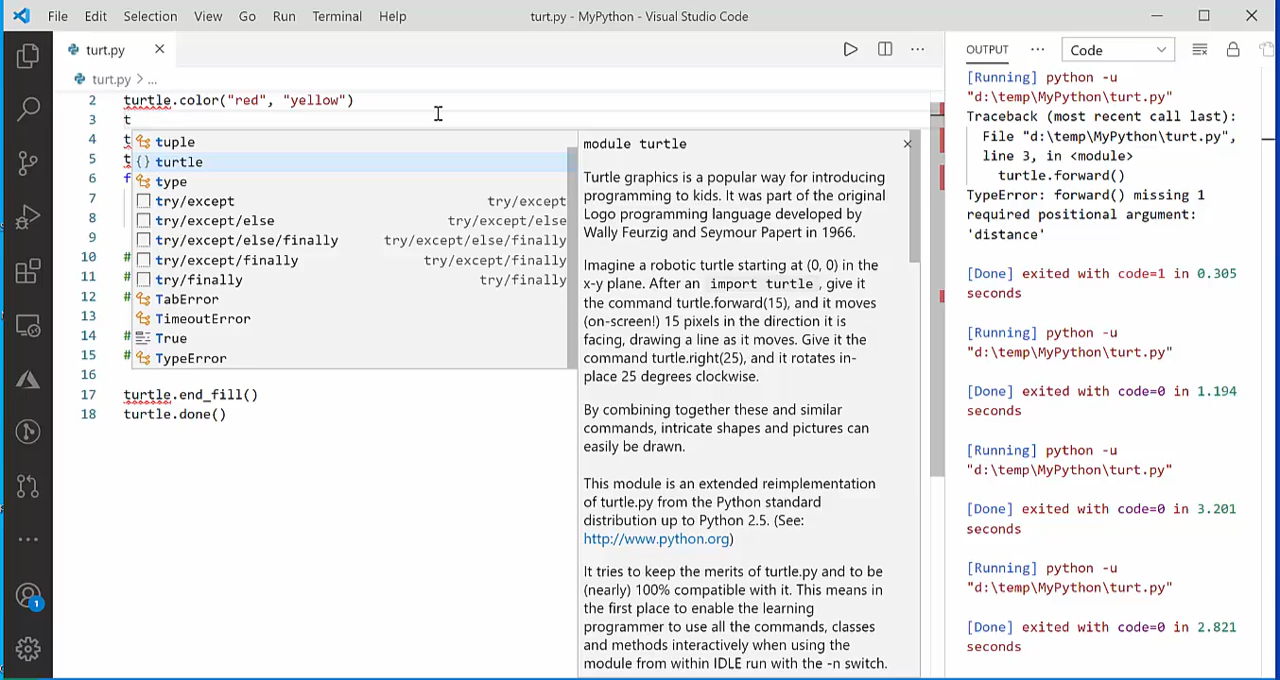 File Edit Selection View Go Run Terminal Help turt.py - MyPython - Visual Studio Code
turt.py
turt.py > ...
2 turtle.color("red", "yellow")
3 t
4 t
5 t
6 f
7
8
9
10 #
11 #
12 #
13
14 #
15 #
16
17 turtle.end_fill()
18 turtle.done()
tuple
turtle
type
try/except try/except
try/except/else try/except/else
try/except/else/finally try/except/else/finally
try/except/finally try/except/finally
try/finally try/finally
TabError
TimeoutError
True
TypeError
module turtle
Turtle graphics is a popular way for introducing
programming to kids. It was part of the original
Logo programming language developed by
Wally Feurzig and Seymour Papert in 1966.
Imagine a robotic turtle starting at (0, 0) in the
x-y plane. After an import turtle , give it
the command turtle.forward(15), and it moves
(on-screen!) 15 pixels in the direction it is
facing, drawing a line as it moves. Give it the
command turtle.right(25), and it rotates in-
place 25 degrees clockwise.
By combining together these and similar
commands, intricate shapes and pictures can
easily be drawn.
This module is an extended reimplementation
of turtle.py from the Python standard
distribution up to Python 2.5. (See:
http://www.python.org)
It tries to keep the merits of turtle.py and to be
(nearly) 100% compatible with it. This means in
the first place to enable the learning
programmer to use all the commands, classes
and methods interactively when using the
module from within IDLE run with the -n switch.
OUTPUT ... Code
[Running] python -u
"d:\temp\MyPython\turt.py"
Traceback (most recent call last):
File "d:\temp\MyPython\turt.py",
line 3, in <module>
turtle.forward()
TypeError: forward() missing 1
required positional argument:
'distance'
[Done] exited with code=1 in 0.305
seconds
[Running] python -u
"d:\temp\MyPython\turt.py"
[Done] exited with code=0 in 1.194
seconds
[Running] python -u
"d:\temp\MyPython\turt.py"
[Done] exited with code=0 in 3.201
seconds
[Running] python -u
"d:\temp\MyPython\turt.py"
[Done] exited with code=0 in 2.821
seconds
1